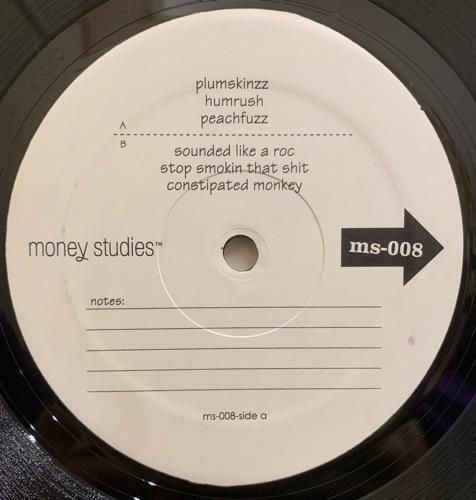 plumskinzz
humrush
peachfuzz
A
B
sounded like a roc
stop smokin that shit
constipated monkey
money studies™
ms-008
notes:
ms-008-side a